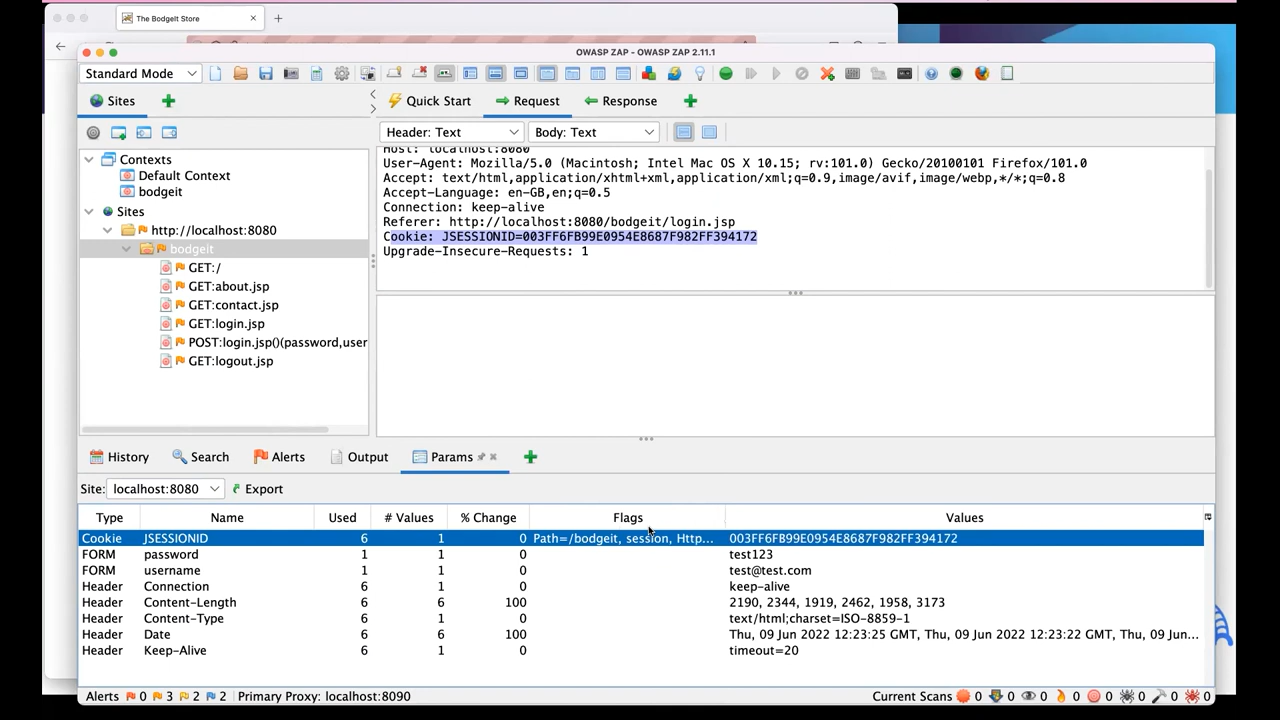 The BodgeIt Store
OWASP ZAP - OWASP ZAP 2.11.1
Standard Mode
Sites
Quick Start
Request
Response
Header: Text
Body: Text
Contexts
Default Context
bodgeit
Sites
http://localhost:8080
bodgeit
GET:/
GET:about.jsp
GET:contact.jsp
GET:login.jsp
POST:login.jsp()(password,user
GET:logout.jsp
Host: localhost:8080
User-Agent: Mozilla/5.0 (Macintosh; Intel Mac OS X 10.15; rv:101.0) Gecko/20100101 Firefox/101.0
Accept: text/html,application/xhtml+xml,application/xml;q=0.9,image/avif,image/webp,*/*;q=0.8
Accept-Language: en-GB,en;q=0.5
Connection: keep-alive
Referer: http://localhost:8080/bodgeit/login.jsp
Cookie: JSESSIONID=003FF6FB99E0954E8687F982FF394172
Upgrade-Insecure-Requests: 1
History
Search
Alerts
Output
Params
Site: localhost:8080
Export
Type Name Used # Values % Change Flags Values
Cookie JSESSIONID 6 1 0 Path=/bodgeit, session, Http... 003FF6FB99E0954E8687F982FF394172
FORM password 1 1 0 test123
FORM username 1 1 0 test@test.com
Header Connection 6 1 0 keep-alive
Header Content-Length 6 6 100 2190, 2344, 1919, 2462, 1958, 3173
Header Content-Type 6 1 0 text/html;charset=ISO-8859-1
Header Date 6 6 100 Thu, 09 Jun 2022 12:23:25 GMT, Thu, 09 Jun 2022 12:23:22 GMT, Thu, 09 Jun...
Header Keep-Alive 6 1 0 timeout=20
Alerts 0 3 2 2 Primary Proxy: localhost:8090
Current Scans 0 0 0 0 0 0 0 0